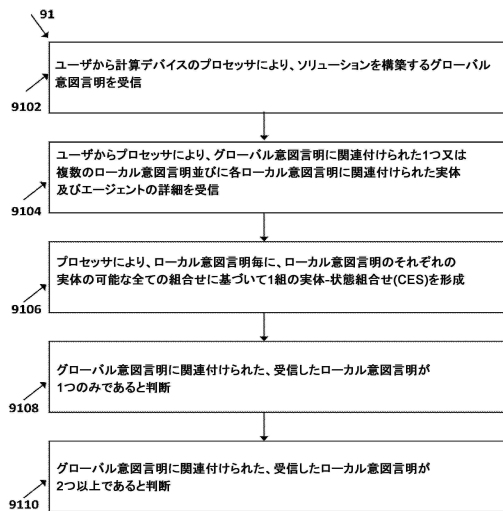 91
ユーザから計算デバイスのプロセッサにより、ソリューションを構築するグローバル
意図言明を受信
9102
ユーザからプロセッサにより、グローバル意図言明に関連付けられた1つ又は
複数のローカル意図言明並びに各ローカル意図言明に関連付けられた実体
及びエージェントの詳細を受信
9104
プロセッサにより、ローカル意図言明毎に、ローカル意図言明のそれぞれの
実体の可能な全ての組合せに基づいて1組の実体-状態組合せ(CES)を形成
9106
グローバル意図言明に関連付けられた、受信したローカル意図言明が
1つのみであると判断
9108
グローバル意図言明に関連付けられた、受信したローカル意図言明が
2つ以上であると判断
9110